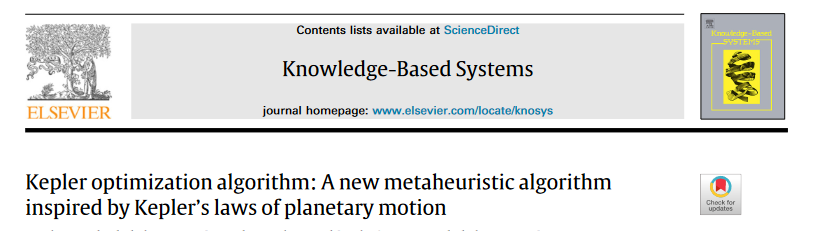 Contents lists available at ScienceDirect
Knowledge-Based Systems
journal homepage: www.elsevier.com/locate/knosys
ELSEVIER
Knowledge-Based
SYSTEMS
Kepler optimization algorithm: A new metaheuristic algorithm
inspired by Kepler's laws of planetary motion
Check for
updates